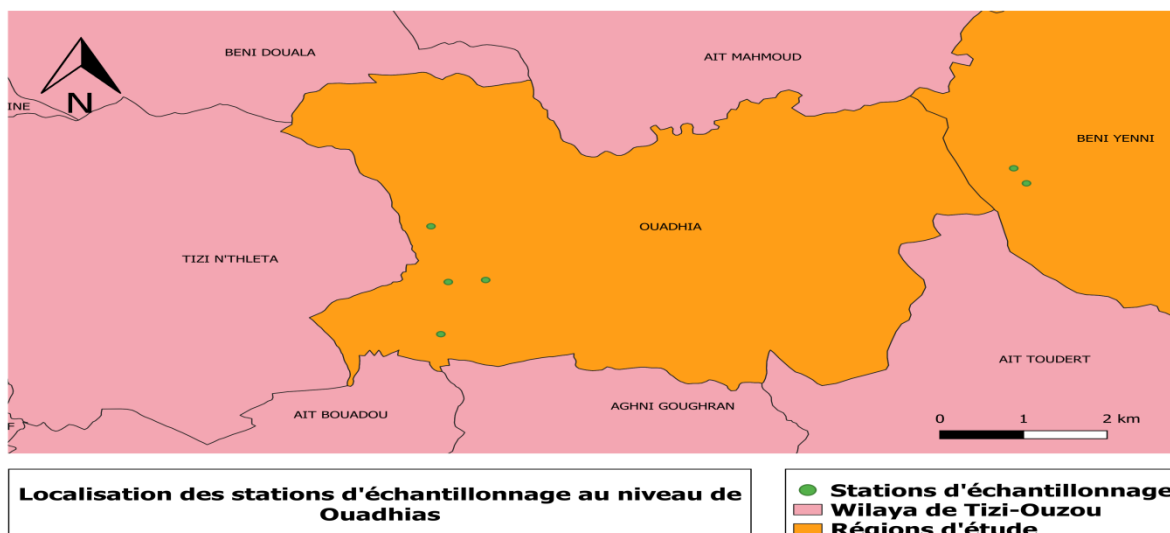 BENI DOUALA
AIT MAHMOUD
N
INE
BENI YENNI
OUADHIA
TIZI N'THLETA
AIT TOUDERT
AIT BOUADOU
AGHNI GOUGHRAN
0 1 2 km
F
Localisation des stations d'échantillonnage au niveau de
Ouadhias
Stations d'échantillonnage
Wilaya de Tizi-Ouzou
Régions d'étude